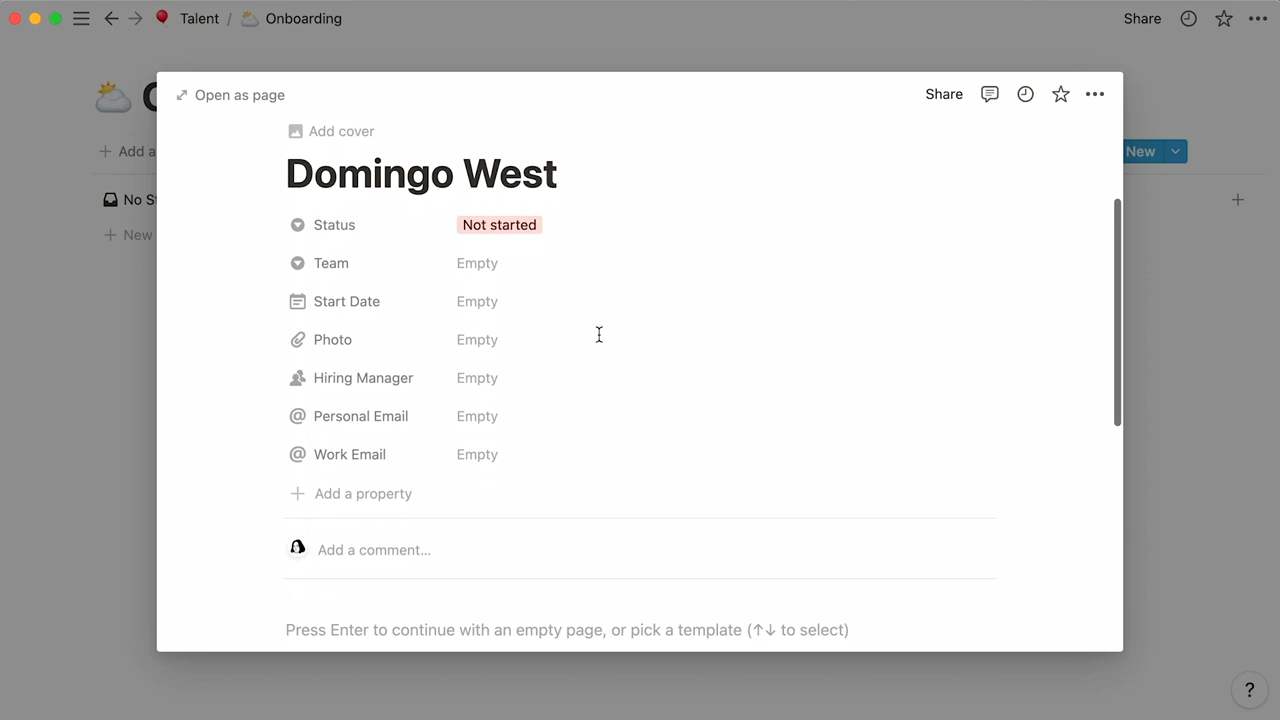 Talent / Onboarding
Share
Open as page
Share
Add cover
Add a
New
Domingo West
No St
New
Status Not started
Team Empty
Start Date Empty
Photo Empty
Hiring Manager Empty
Personal Email Empty
Work Email Empty
Add a property
Add a comment...
Press Enter to continue with an empty page, or pick a template (↑↓ to select)
?